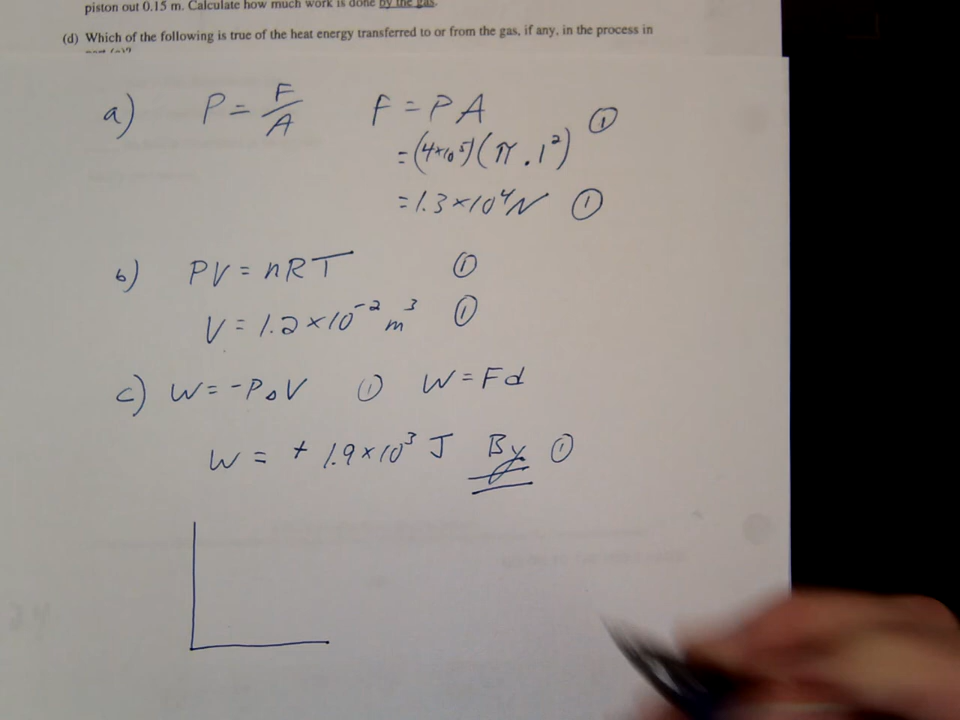 piston out 0.15 m. Calculate how much work is done by the gas.
(d) Which of the following is true of the heat energy transferred to or from the gas, if any, in the process in
a) P = F/A F = PA ①
= (4×10⁵)(π · .1²)
= 1.3×10⁴ N ①
b) PV = nRT ①
V = 1.2×10⁻² m³ ①
c) W = -P△V ① W = Fd
W = + 1.9×10³ J By ①